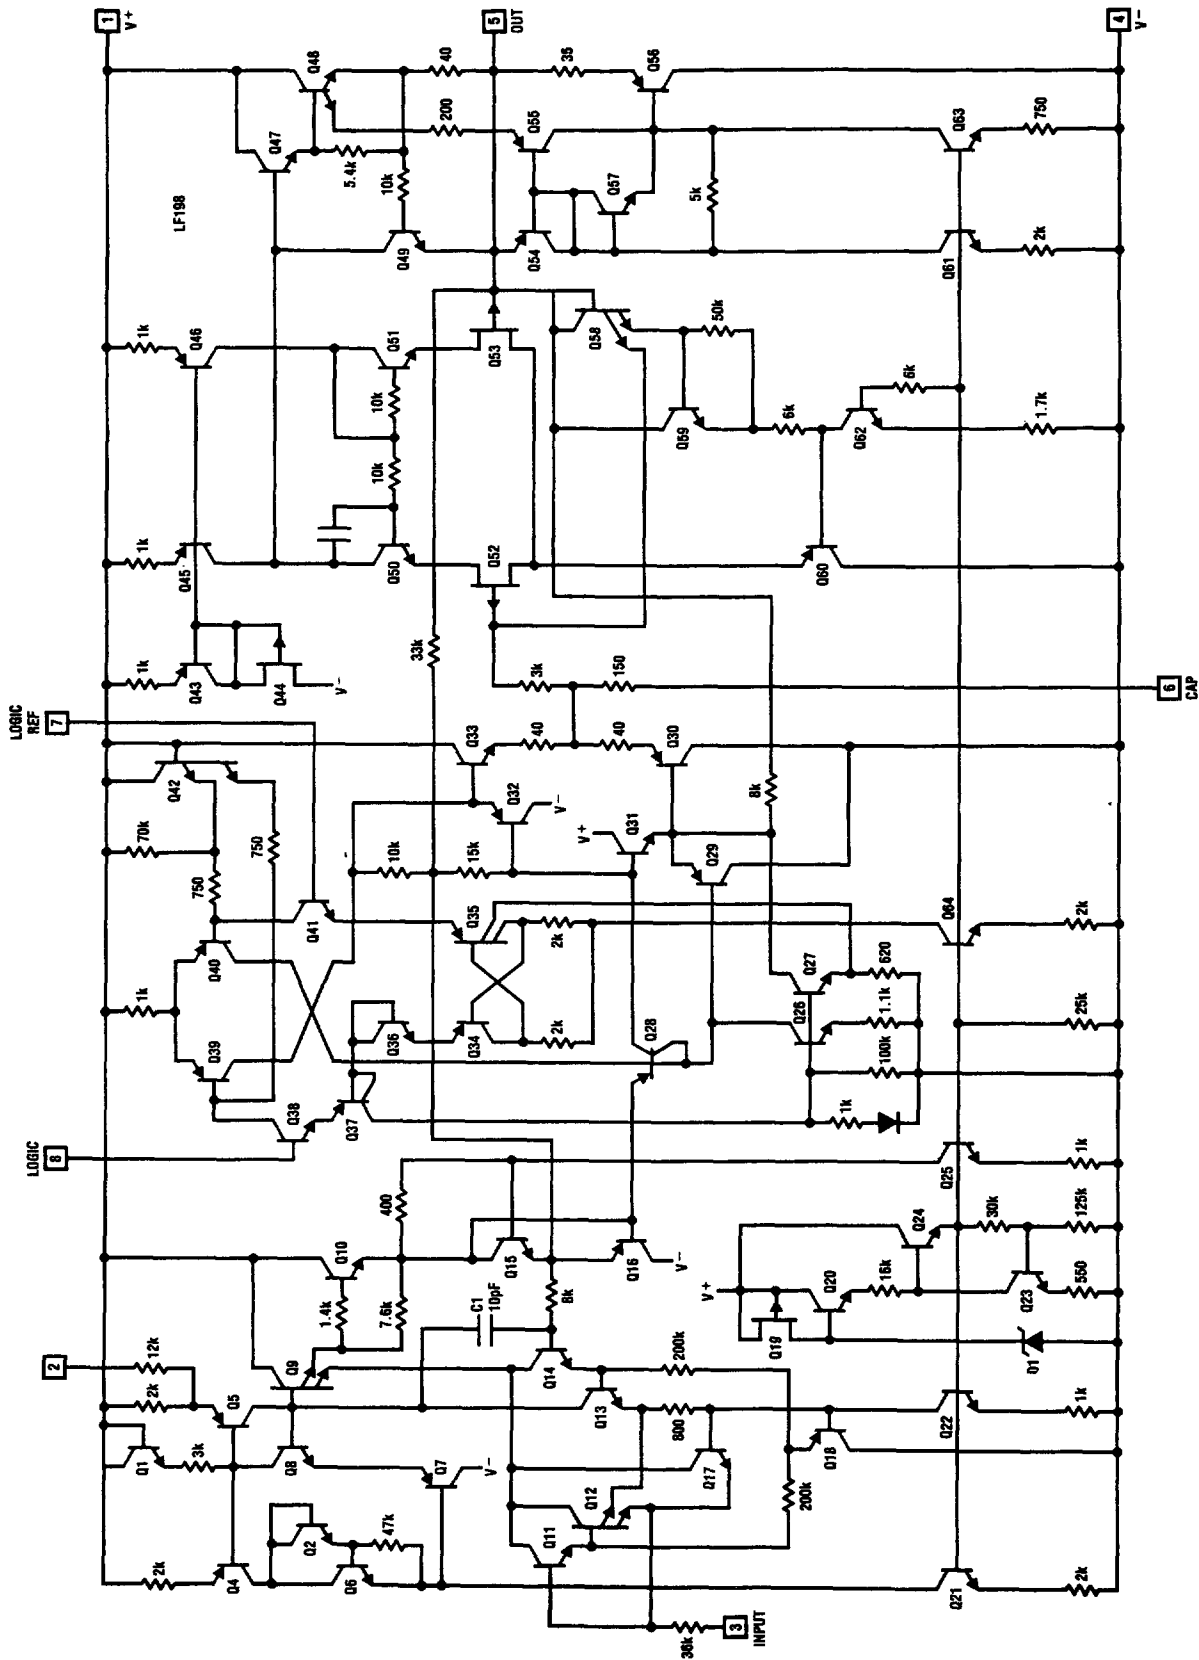 1
V+
5
OUT
4
V-
LF198
Q48
40
35
Q56
200
Q55
Q63
750
Q47
5.4k
10k
Q57
5k
Q49
Q54
Q61
2k
1k
Q46
Q51
Q53
Q58
50k
10k
6k
Q59
6k
Q62
1.7k
10k
1k
Q45
Q50
Q52
Q60
33k
1k
Q43
Q44
V-
3k
150
6
CAP
LOGIC
REF
7
Q42
Q33
40
40
Q30
8k
70k
750
750
Q32
V-
V+
Q31
10k
15k
Q29
Q41
Q35
2k
Q64
2k
Q40
1k
Q27
620
Q39
Q36
Q34
2k
Q28
Q26
1.1k
25k
100k
Q38
Q37
1k
LOGIC
8
400
Q25
1k
Q10
Q15
Q16
V-
Q24
30k
125k
1.4k
7.6k
C1
10pF
8k
V+
Q20
16k
Q23
550
Q19
D1
2
12k
2k
Q9
Q5
Q14
200k
Q13
800
Q22
1k
Q1
3k
Q8
Q7
V-
Q17
Q18
Q12
200k
Q11
2k
Q4
Q2
47k
Q6
Q21
2k
36k
3
INPUT